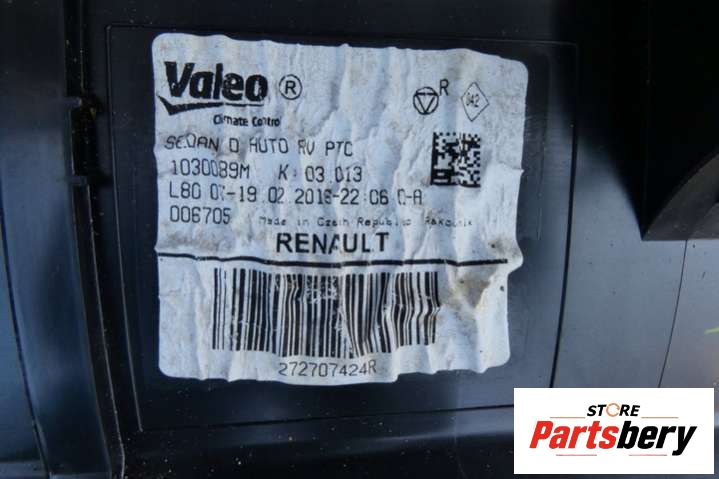 Valeo ®
Climate Control
R
042
SEDAN D AUTO RV PTC
1030089M K: 03 013
L80 07-19.02.2016-22:06 0-A
006705 Made in Czech Republic Rakovnik
RENAULT
272707424R
STORE
Partsbery